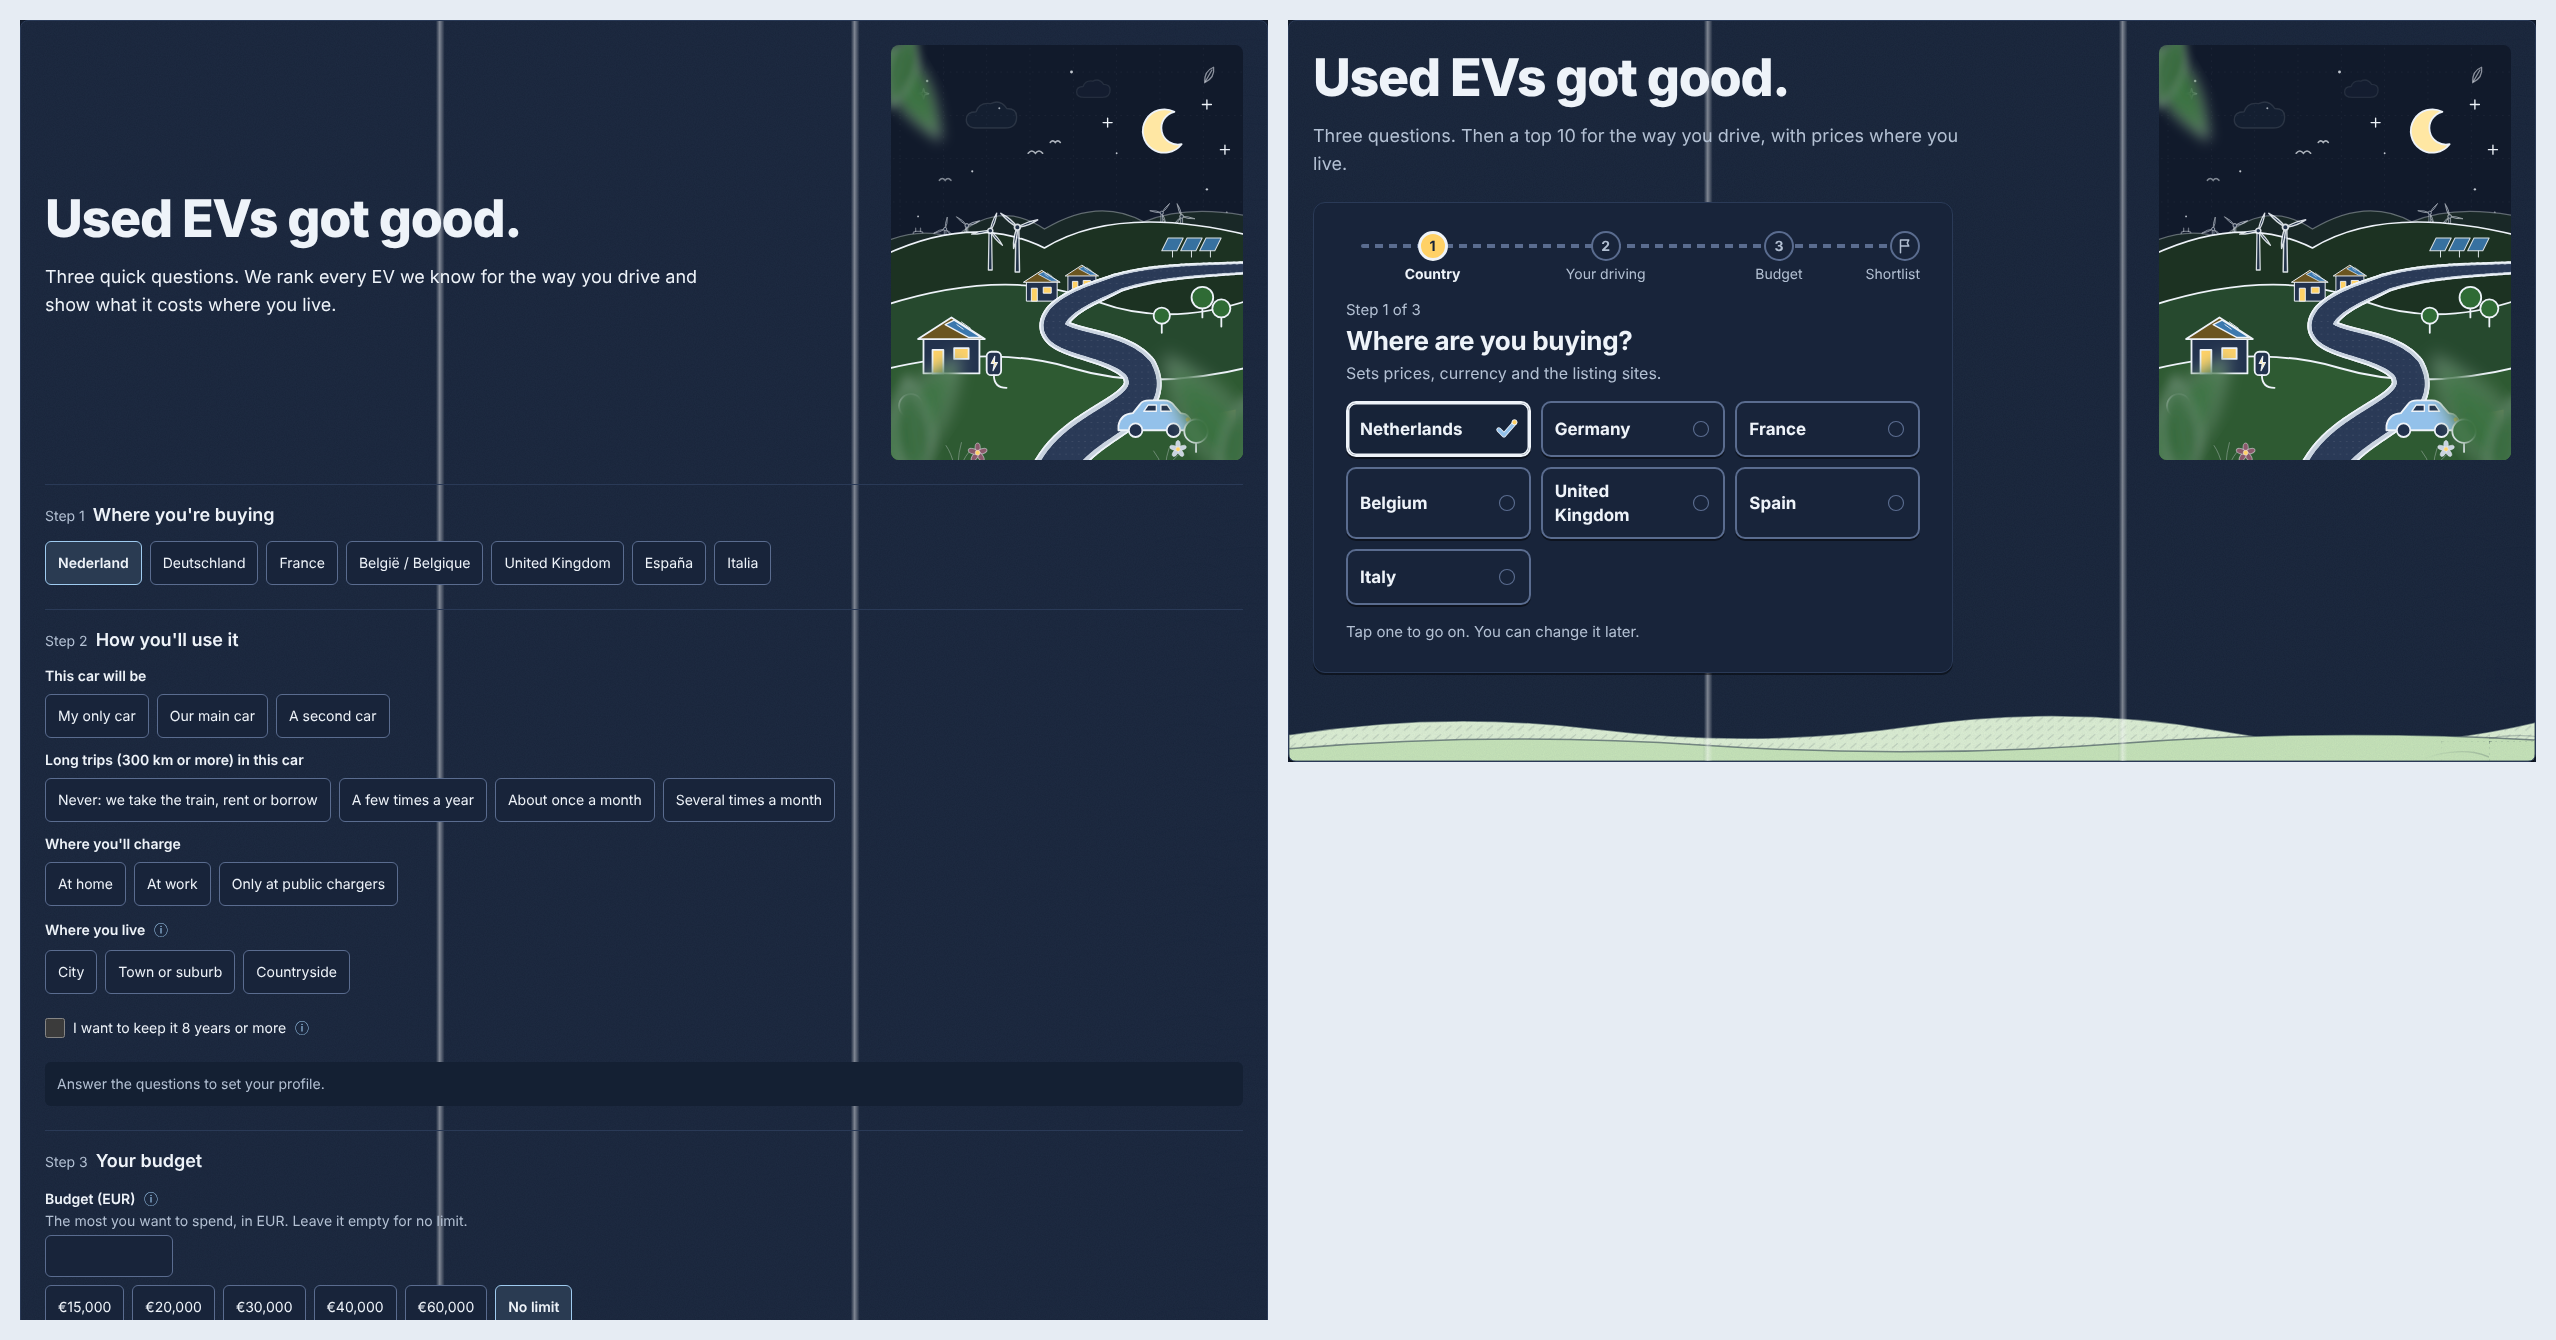 Used EVs got good.
Three quick questions. We rank every EV we know for the way you drive and
show what it costs where you live.
Step 1 Where you're buying
Nederland Deutschland France België / Belgique United Kingdom España Italia
Step 2 How you'll use it
This car will be
My only car Our main car A second car
Long trips (300 km or more) in this car
Never: we take the train, rent or borrow A few times a year About once a month Several times a month
Where you'll charge
At home At work Only at public chargers
Where you live
City Town or suburb Countryside
I want to keep it 8 years or more
Answer the questions to set your profile.
Step 3 Your budget
Budget (EUR)
The most you want to spend, in EUR. Leave it empty for no limit.
€15,000 €20,000 €30,000 €40,000 €60,000 No limit
Used EVs got good.
Three questions. Then a top 10 for the way you drive, with prices where you
live.
1 2 3
Country Your driving Budget Shortlist
Step 1 of 3
Where are you buying?
Sets prices, currency and the listing sites.
Netherlands Germany France
Belgium United Kingdom Spain
Italy
Tap one to go on. You can change it later.